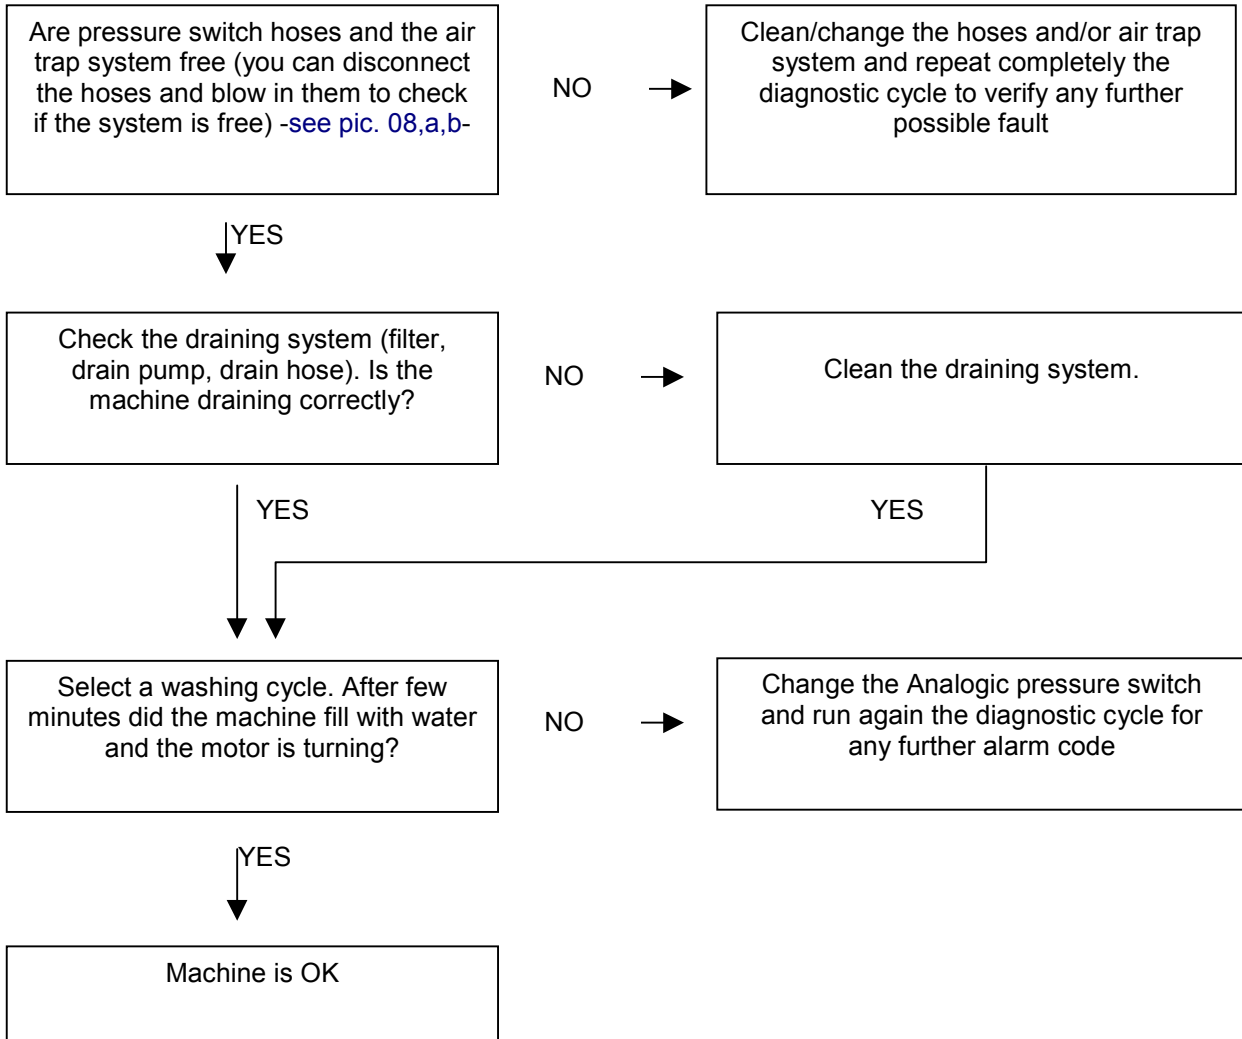 Are pressure switch hoses and the air
trap system free (you can disconnect
the hoses and blow in them to check
if the system is free) -see pic. 08,a,b-
NO
Clean/change the hoses and/or air trap
system and repeat completely the
diagnostic cycle to verify any further
possible fault
YES
Check the draining system (filter,
drain pump, drain hose). Is the
machine draining correctly?
NO
Clean the draining system.
YES
YES
Select a washing cycle. After few
minutes did the machine fill with water
and the motor is turning?
NO
Change the Analogic pressure switch
and run again the diagnostic cycle for
any further alarm code
YES
Machine is OK